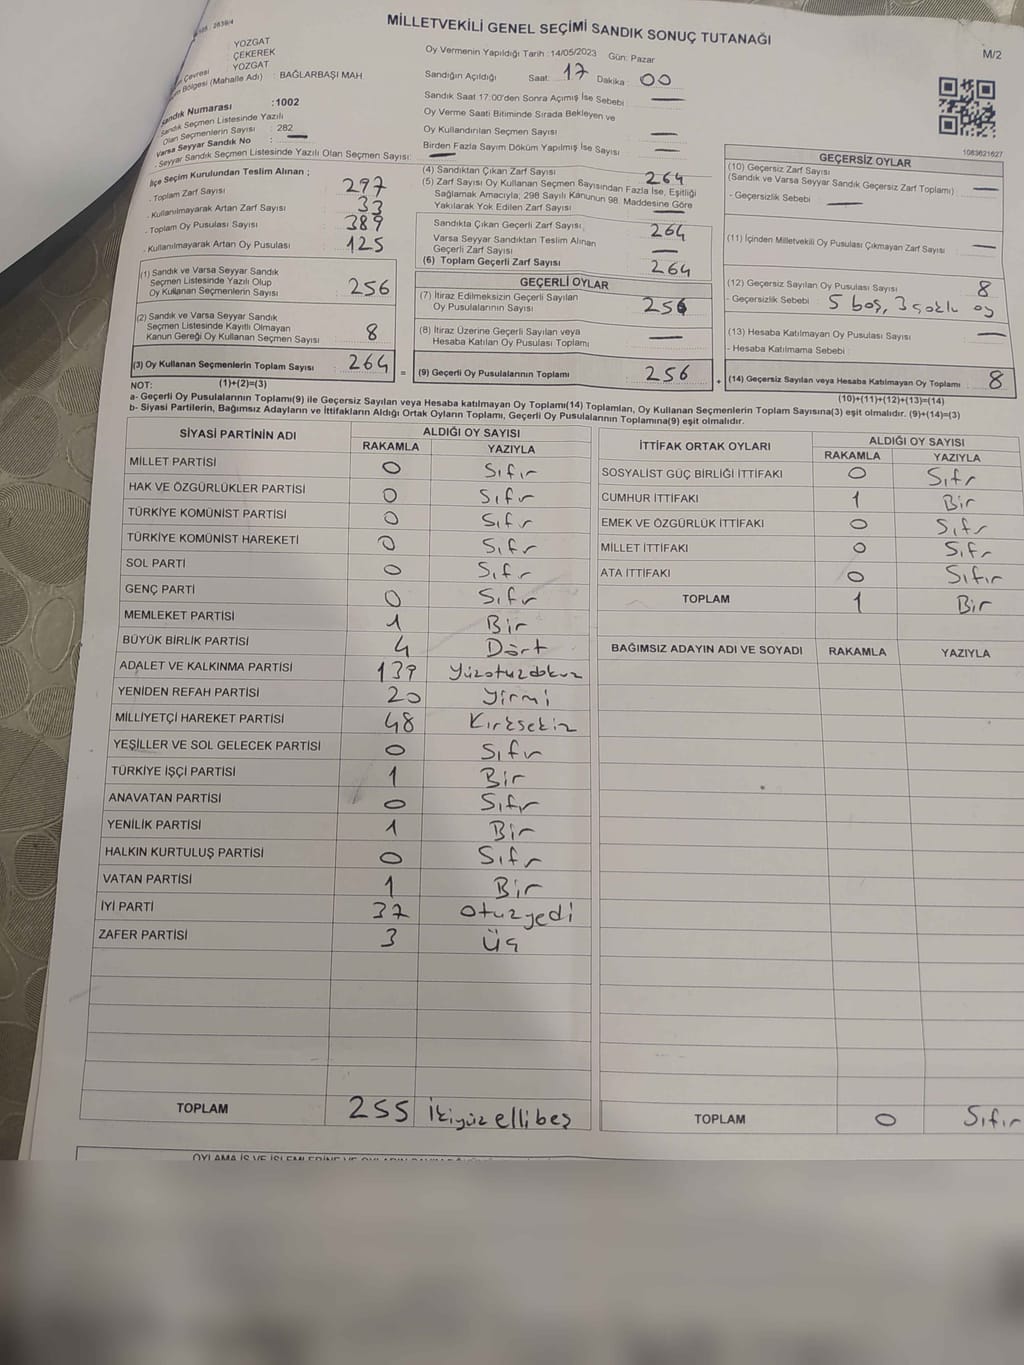 MİLLETVEKİLİ GENEL SEÇİMİ SANDIK SONUÇ TUTANAĞI
M/2
YOZGAT
ÇEKEREK
Çevresi YOZGAT
Bölgesi (Mahalle Adı) : BAĞLARBAŞI MAH.
Sandık Numarası :1002
Sandık Seçmen Listesinde Yazılı
Olan Seçmenlerin Sayısı : 282
Varsa Seyyar Sandık No : —
- Seyyar Sandık Seçmen Listesinde Yazılı Olan Seçmen Sayısı: —
İlçe Seçim Kurulundan Teslim Alınan ;
- Toplam Zarf Sayısı 297
- Kullanılmayarak Artan Zarf Sayısı 33
- Toplam Oy Pusulası Sayısı 389
- Kullanılmayarak Artan Oy Pusulası 125
Oy Vermenin Yapıldığı Tarih :14/05/2023 Gün: Pazar
Sandığın Açıldığı Saat: 17 Dakika : 00
Sandık Saat 17:00'den Sonra Açımış İse Sebebi : —
Oy Verme Saati Bitiminde Sırada Bekleyen ve
Oy Kullandırılan Seçmen Sayısı : —
Birden Fazla Sayım Döküm Yapılmış İse Sayısı : —
(4) Sandıktan Çıkan Zarf Sayısı : 264
(5) Zarf Sayısı Oy Kullanan Seçmen Sayısından Fazla İse, Eşitliği
Sağlamak Amacıyla, 298 Sayılı Kanunun 98. Maddesine Göre
Yakılarak Yok Edilen Zarf Sayısı : —
Sandıkta Çıkan Geçerli Zarf Sayısı : 264
Varsa Seyyar Sandıktan Teslim Alınan
Geçerli Zarf Sayısı : —
(6) Toplam Geçerli Zarf Sayısı : 264
1083621627
GEÇERSİZ OYLAR
(10) Geçersiz Zarf Sayısı
(Sandık ve Varsa Seyyar Sandık Geçersiz Zarf Toplamı) : —
- Geçersizlik Sebebi : —
(11) İçinden Milletvekili Oy Pusulası Çıkmayan Zarf Sayısı : —
(12) Geçersiz Sayılan Oy Pusulası Sayısı : 8
- Geçersizlik Sebebi : 5 boş, 3 çoklu oy
(13) Hesaba Katılmayan Oy Pusulası Sayısı : —
- Hesaba Katılmama Sebebi :
(14) Geçersiz Sayılan veya Hesaba Katılmayan Oy Toplamı : 8
(10)+(11)+(12)+(13)=(14)
(1) Sandık ve Varsa Seyyar Sandık
Seçmen Listesinde Yazılı Olup
Oy Kullanan Seçmenlerin Sayısı : 256
(2) Sandık ve Varsa Seyyar Sandık
Seçmen Listesinde Kayıtlı Olmayan
Kanun Gereği Oy Kullanan Seçmen Sayısı : 8
(3) Oy Kullanan Seçmenlerin Toplam Sayısı : 264 =
GEÇERLİ OYLAR
(7) İtiraz Edilmeksizin Geçerli Sayılan
Oy Pusulalarının Sayısı : 256
(8) İtiraz Üzerine Geçerli Sayılan veya
Hesaba Katılan Oy Pusulası Toplamı : —
(9) Geçerli Oy Pusulalarının Toplamı : 256 +
NOT: (1)+(2)=(3)
a- Geçerli Oy Pusulalarının Toplamı(9) ile Geçersiz Sayılan veya Hesaba katılmayan Oy Toplamı(14) Toplamları, Oy Kullanan Seçmenlerin Toplam Sayısına(3) eşit olmalıdır. (9)+(14)=(3)
b- Siyasi Partilerin, Bağımsız Adayların ve İttifakların Aldığı Ortak Oyların Toplamı, Geçerli Oy Pusulalarının Toplamına(9) eşit olmalıdır.
SİYASİ PARTİNİN ADI ALDIĞI OY SAYISI
RAKAMLA YAZIYLA
MİLLET PARTİSİ 0 Sıfır
HAK VE ÖZGÜRLÜKLER PARTİSİ 0 Sıfır
TÜRKİYE KOMÜNİST PARTİSİ 0 Sıfır
TÜRKİYE KOMÜNİST HAREKETİ 0 Sıfır
SOL PARTİ 0 Sıfır
GENÇ PARTİ 0 Sıfır
MEMLEKET PARTİSİ 1 Bir
BÜYÜK BİRLİK PARTİSİ 4 Dört
ADALET VE KALKINMA PARTİSİ 139 Yüzotuzdokuz
YENİDEN REFAH PARTİSİ 20 Yirmi
MİLLİYETÇİ HAREKET PARTİSİ 48 Kırksekiz
YEŞİLLER VE SOL GELECEK PARTİSİ 0 Sıfır
TÜRKİYE İŞÇİ PARTİSİ 1 Bir
ANAVATAN PARTİSİ 0 Sıfır
YENİLİK PARTİSİ 1 Bir
HALKIN KURTULUŞ PARTİSİ 0 Sıfır
VATAN PARTİSİ 1 Bir
İYİ PARTİ 37 otuzyedi
ZAFER PARTİSİ 3 Üç
TOPLAM 255 İkiyüzellibeş
İTTİFAK ORTAK OYLARI ALDIĞI OY SAYISI
RAKAMLA YAZIYLA
SOSYALİST GÜÇ BİRLİĞİ İTTİFAKI 0 Sıfır
CUMHUR İTTİFAKI 1 Bir
EMEK VE ÖZGÜRLÜK İTTİFAKI 0 Sıfır
MİLLET İTTİFAKI 0 Sıfır
ATA İTTİFAKI 0 Sıfır
TOPLAM 1 Bir
BAĞIMSIZ ADAYIN ADI VE SOYADI RAKAMLA YAZIYLA
TOPLAM 0 Sıfır